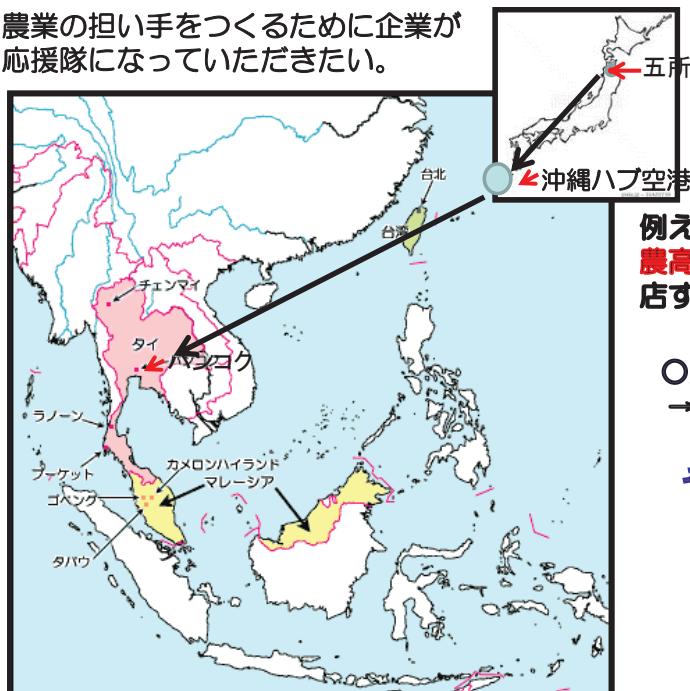 農業の担い手をつくるために企業が
応援隊になっていただきたい。
五所
沖縄ハブ空港
例え
農高
店す
○
→
台北
台湾
チェンマイ
タイ
バンコク
ラノーン
プーケット
カメロンハイランド
マレーシア
ゴペング
タパウ